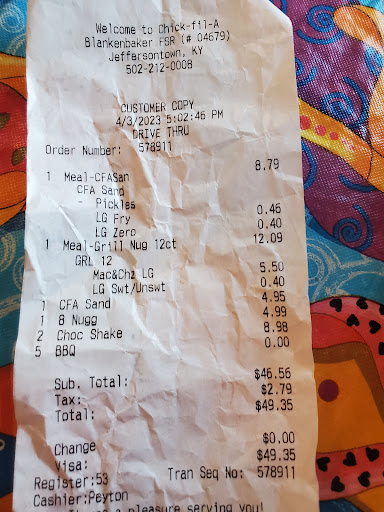 Welcome to Chick-fil-A
Blankenbaker FSR (# 04679)
Jeffersontown, KY
502-212-0008
CUSTOMER COPY
4/3/2023 5:02:46 PM
DRIVE THRU
Order Number: 578911
1 Meal-CFASan 8.79
CFA Sand
- Pickles
LG Fry 0.46
LG Zero 0.40
1 Meal-Grill Nug 12ct 12.09
GRL 12
Mac&Chz LG 5.50
LG Swt/Unswt 0.40
1 CFA Sand 4.95
1 8 Nugg 4.99
2 Choc Shake 8.98
5 BBQ 0.00
Sub. Total: $46.56
Tax: $2.79
Total: $49.35
Change $0.00
Visa: $49.35
Register:53 Tran Seq No: 578911
Cashier:Peyton
a pleasure serving you!